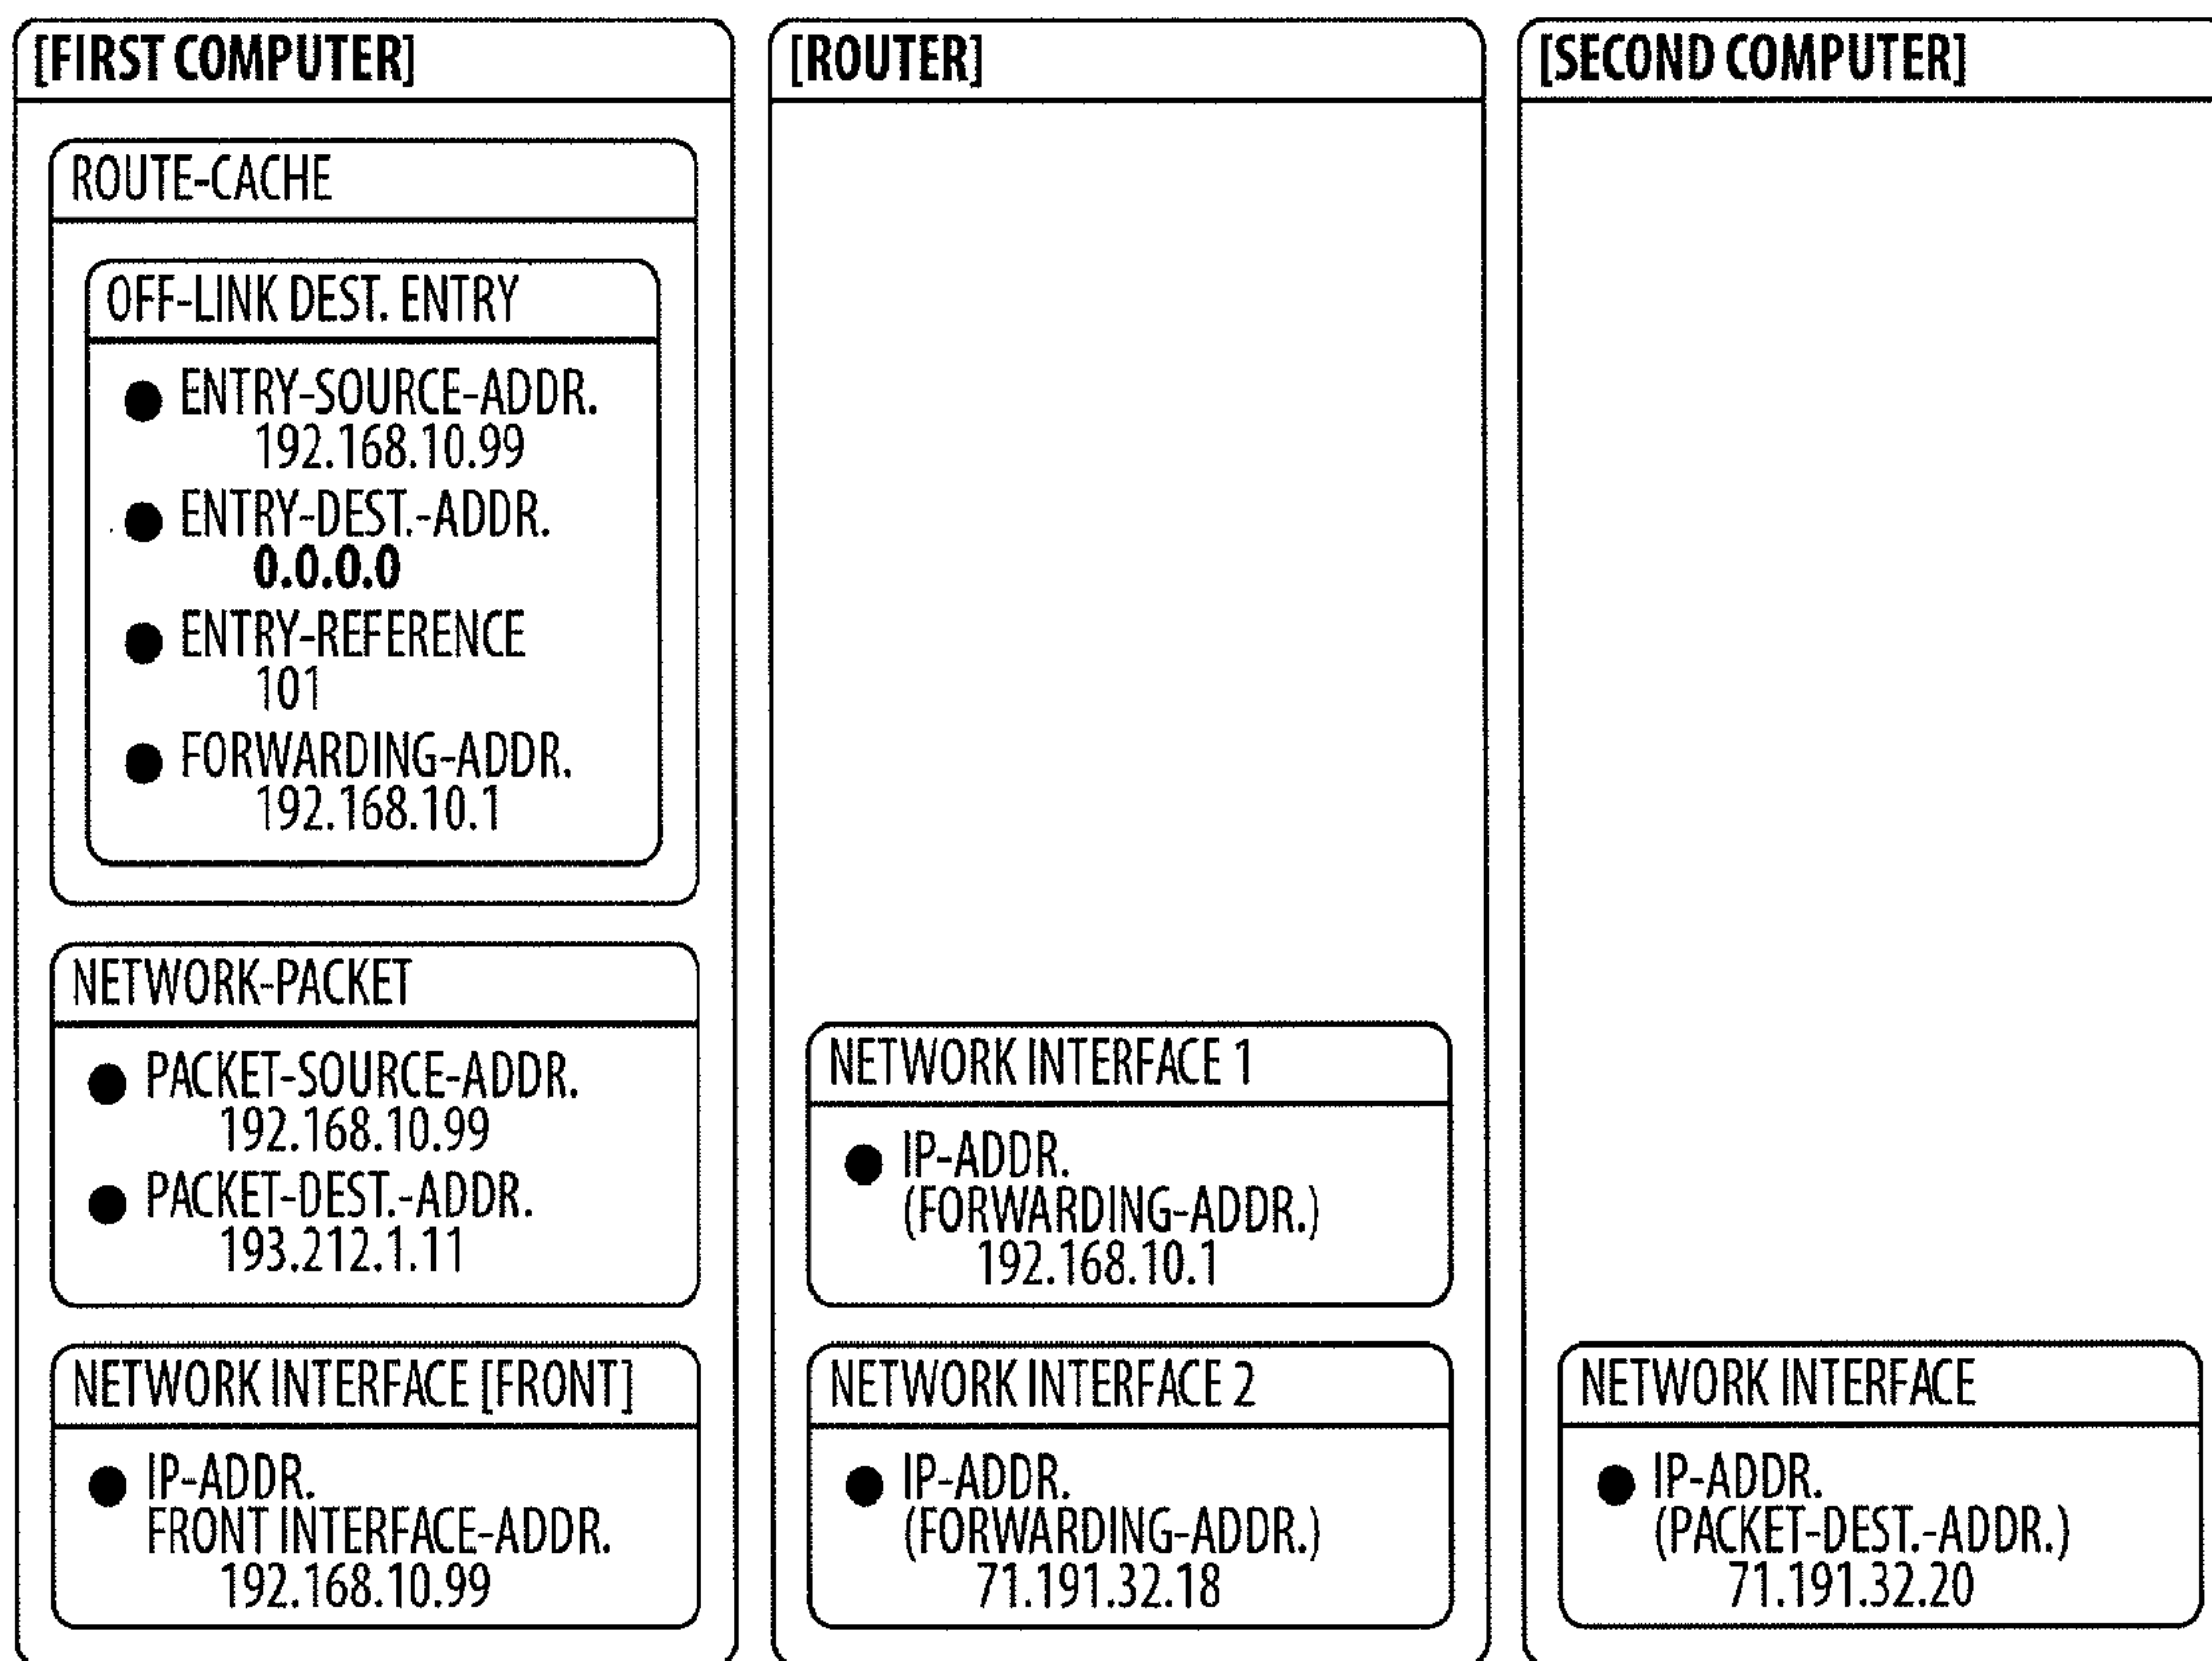 [FIRST COMPUTER]
ROUTE-CACHE
OFF-LINK DEST. ENTRY
ENTRY-SOURCE-ADDR.
192.168.10.99
ENTRY-DEST.-ADDR.
0.0.0.0
ENTRY-REFERENCE
101
FORWARDING-ADDR.
192.168.10.1
NETWORK-PACKET
PACKET-SOURCE-ADDR.
192.168.10.99
PACKET-DEST.-ADDR.
193.212.1.11
NETWORK INTERFACE [FRONT]
IP-ADDR.
FRONT INTERFACE-ADDR.
192.168.10.99
[ROUTER]
NETWORK INTERFACE 1
IP-ADDR.
(FORWARDING-ADDR.)
192.168.10.1
NETWORK INTERFACE 2
IP-ADDR.
(FORWARDING-ADDR.)
71.191.32.18
[SECOND COMPUTER]
NETWORK INTERFACE
IP-ADDR.
(PACKET-DEST.-ADDR.)
71.191.32.20